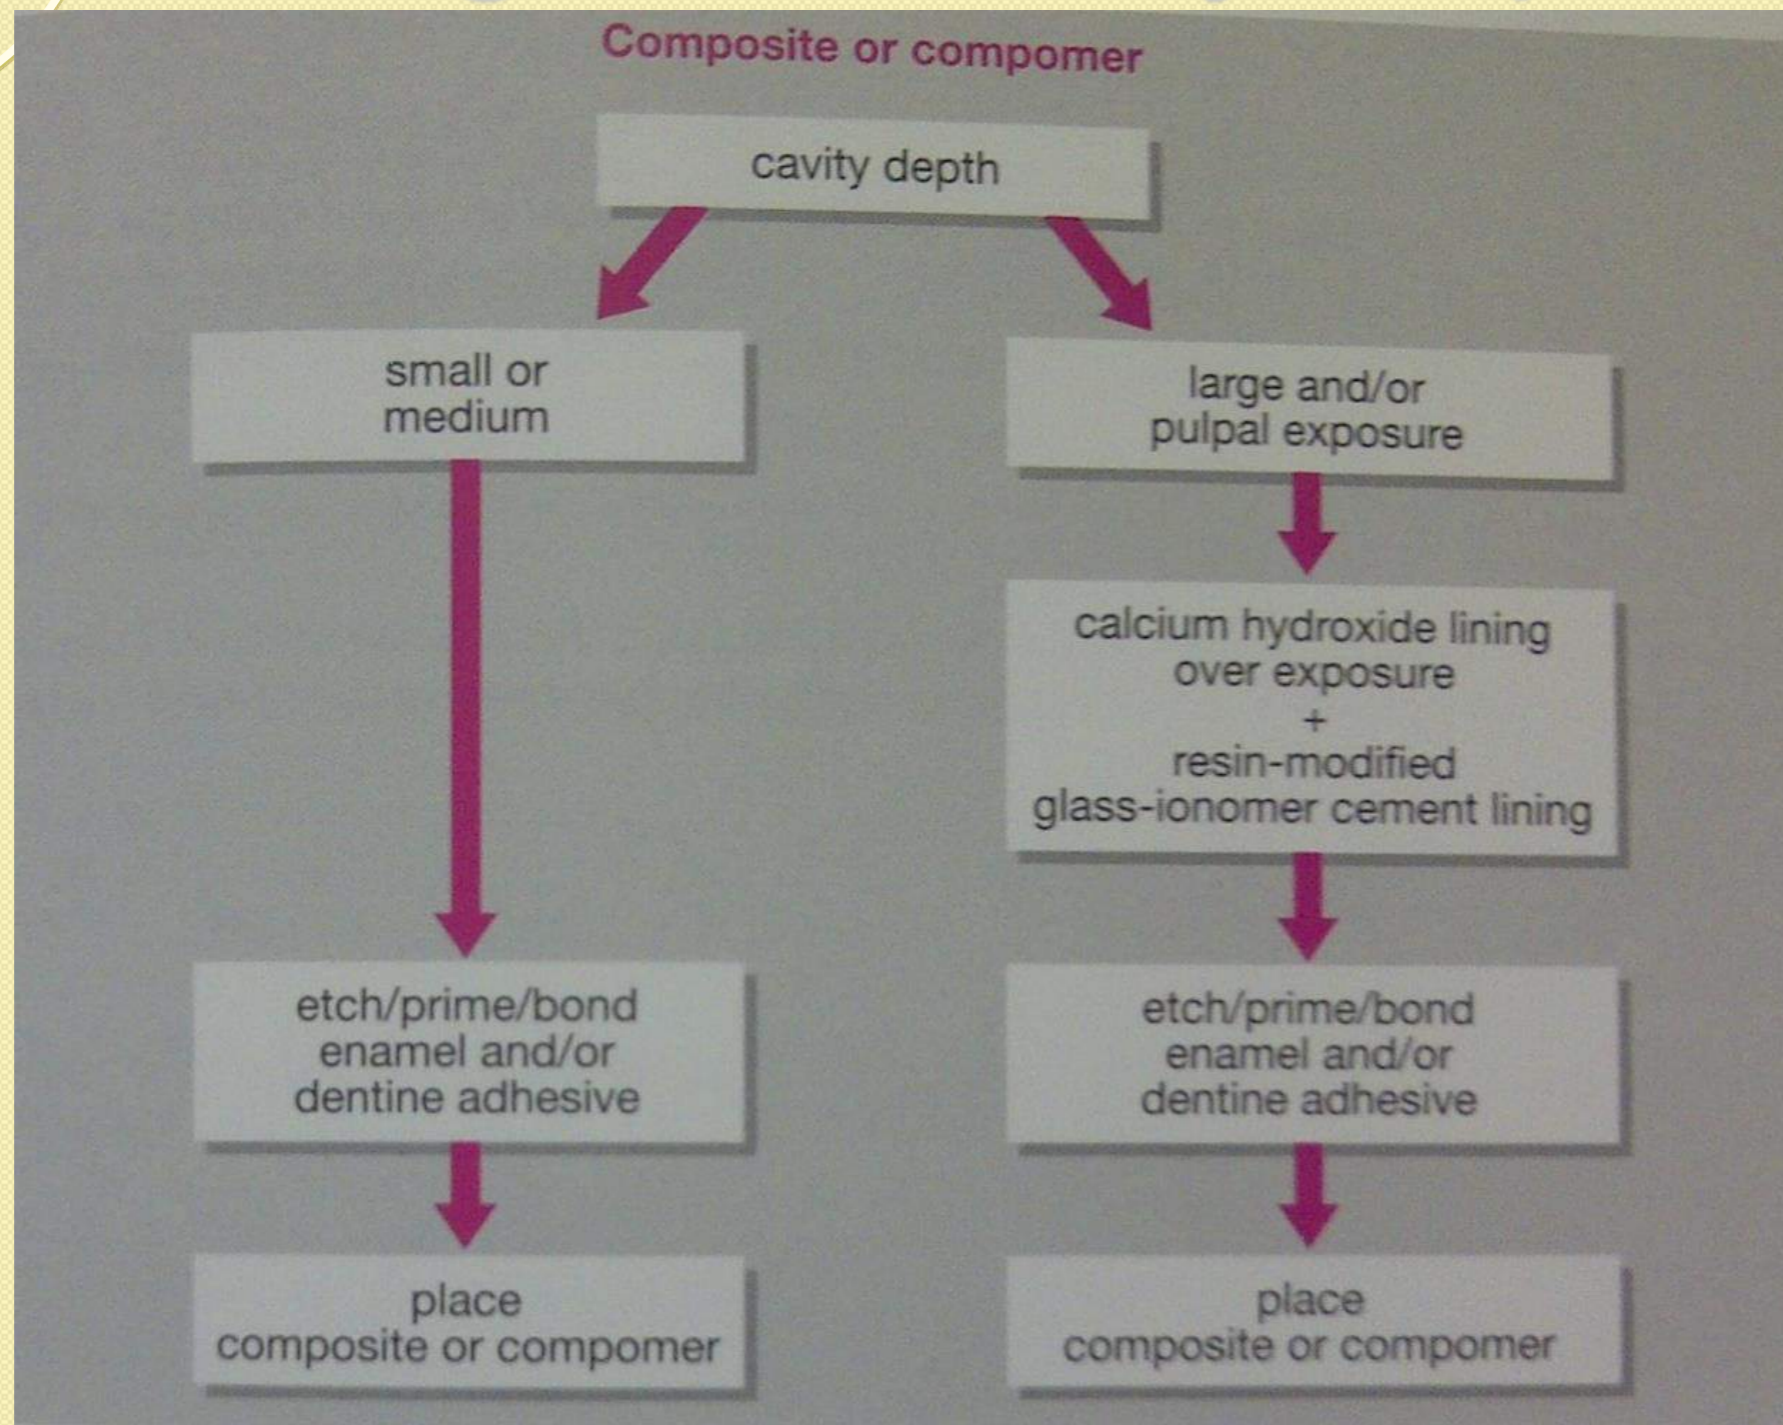 Composite or compomer
cavity depth
small or
medium
large and/or
pulpal exposure
calcium hydroxide lining
over exposure
+
resin-modified
glass-ionomer cement lining
etch/prime/bond
enamel and/or
dentine adhesive
etch/prime/bond
enamel and/or
dentine adhesive
place
composite or compomer
place
composite or compomer